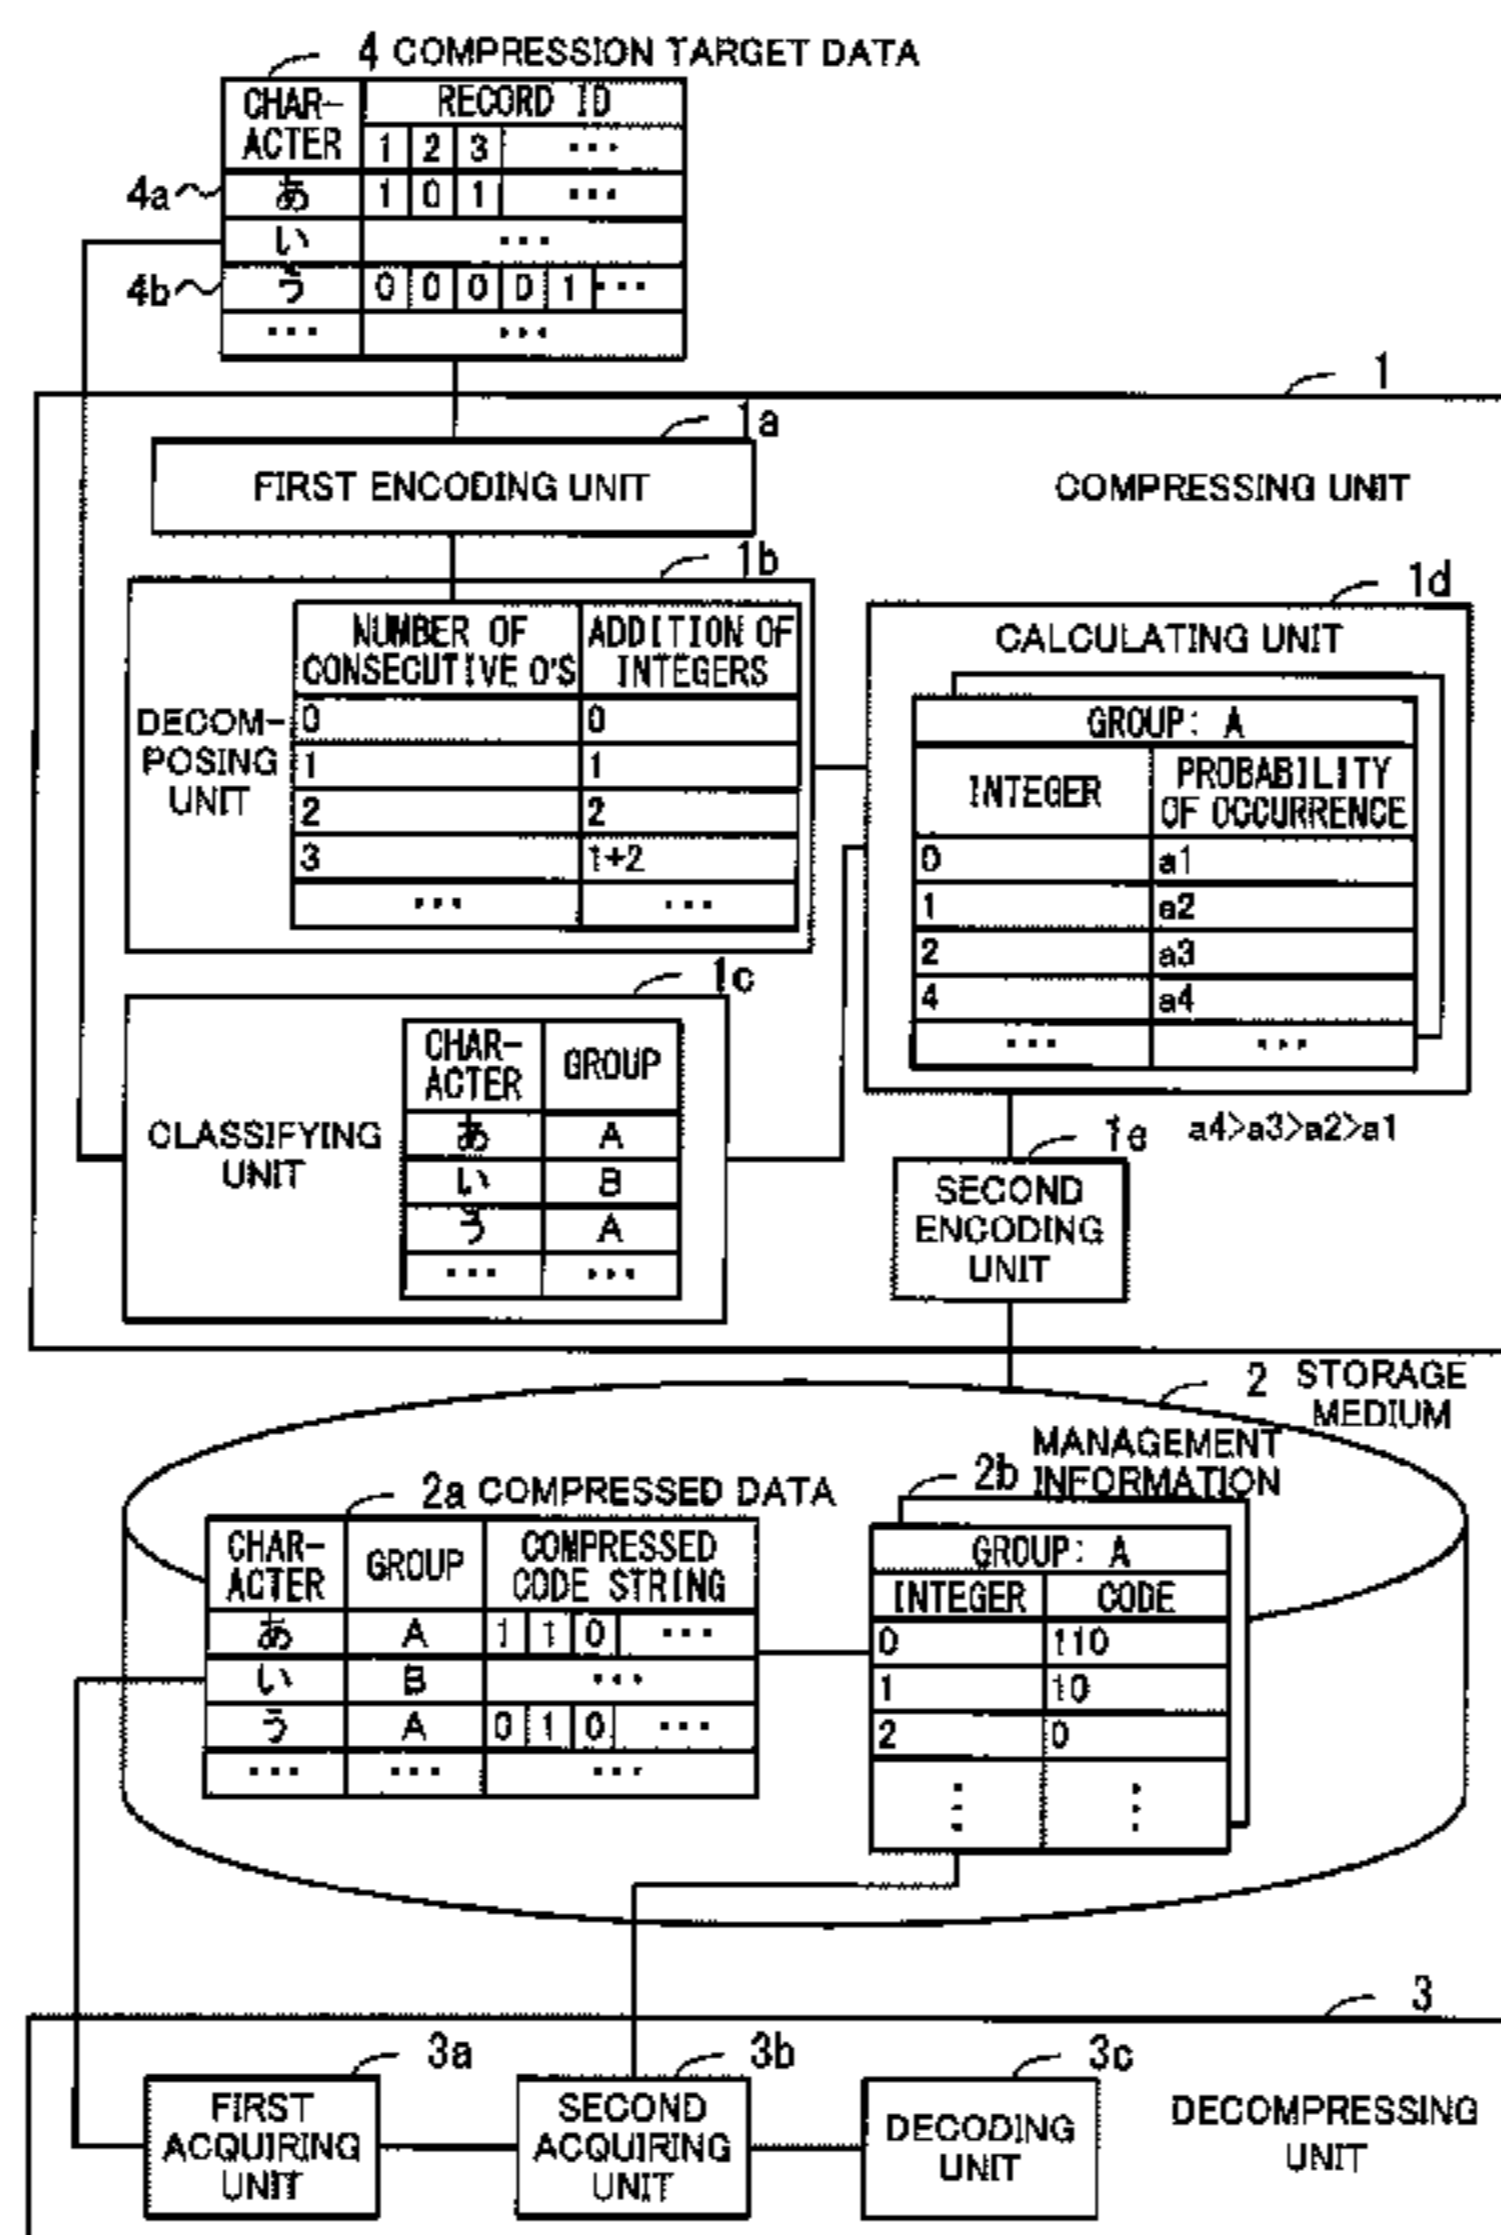 4 COMPRESSION TARGET DATA
CHAR-
ACTER
RECORD ID
1 2 3 ···
4a
あ 1 0 1 ···
い ···
4b
う 0 0 0 0 1 ···
··· ···
1
1a
FIRST ENCODING UNIT
COMPRESSING UNIT
1b
DECOM-
POSING
UNIT
NUMBER OF
CONSECUTIVE 0'S
ADDITION OF
INTEGERS
0 0
1 1
2 2
3 1+2
··· ···
1d
CALCULATING UNIT
GROUP: A
INTEGER
PROBABILITY
OF OCCURRENCE
0 a1
1 a2
2 a3
4 a4
··· ···
a4>a3>a2>a1
1c
CLASSIFYING
UNIT
CHAR-
ACTER
GROUP
あ A
い B
う A
··· ···
1e
SECOND
ENCODING
UNIT
2 STORAGE
MEDIUM
2a COMPRESSED DATA
CHAR-
ACTER
GROUP
COMPRESSED
CODE STRING
あ A 1 1 0 ···
い B ···
う A 0 1 0 ···
··· ··· ···
2b MANAGEMENT
INFORMATION
GROUP: A
INTEGER CODE
0 110
1 10
2 0
⋮ ⋮
3
3a
FIRST
ACQUIRING
UNIT
3b
SECOND
ACQUIRING
UNIT
3c
DECODING
UNIT
DECOMPRESSING
UNIT